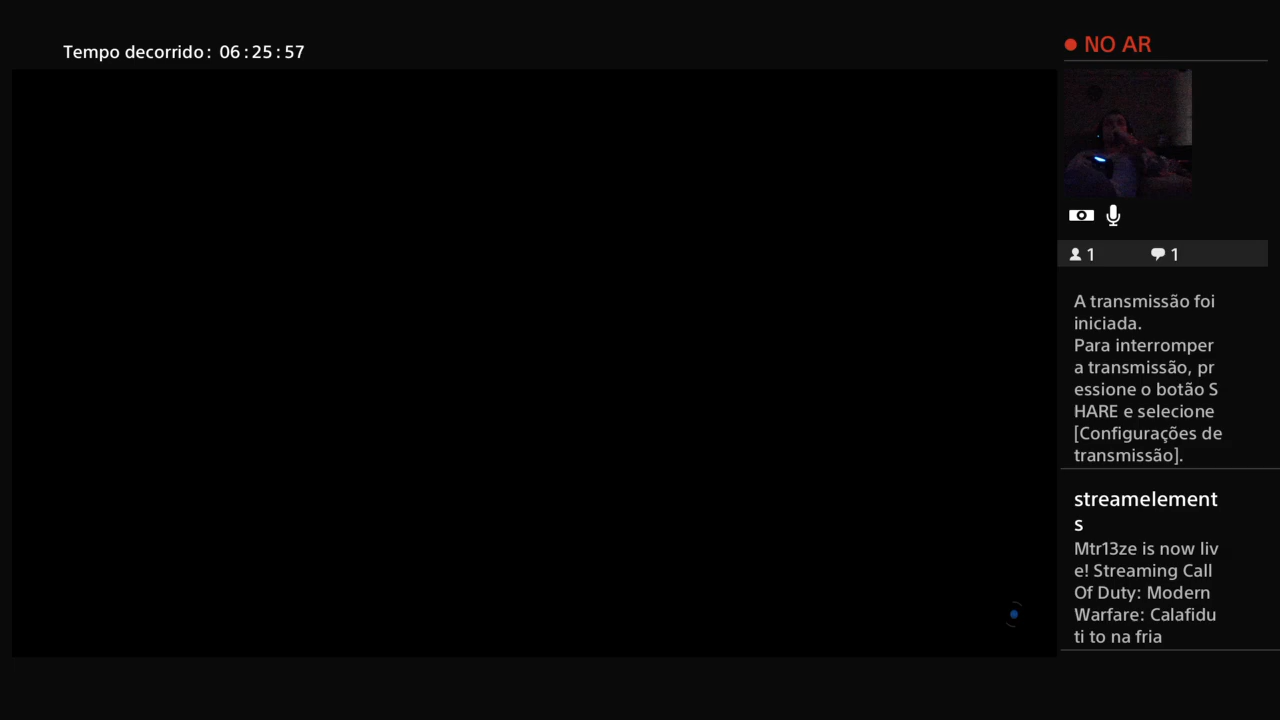 Tempo decorrido: 06:25:57
NO AR
1
1
A transmissão foi
iniciada.
Para interromper
a transmissão, pr
essione o botão S
HARE e selecione
[Configurações de
transmissão].
streamelement
s
Mtr13ze is now liv
e! Streaming Call
Of Duty: Modern
Warfare: Calafidu
ti to na fria